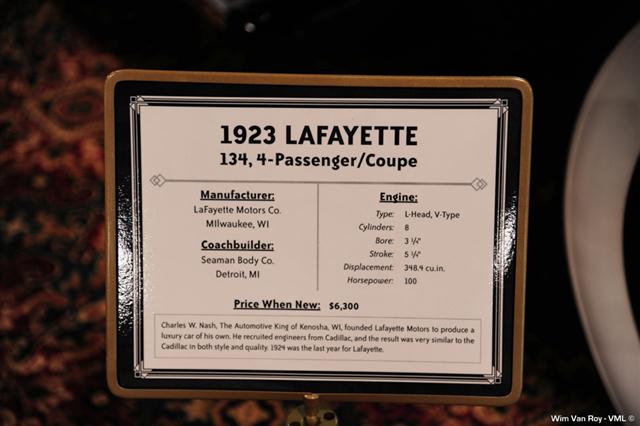 1923 LAFAYETTE
134, 4-Passenger/Coupe
Manufacturer:
LaFayette Motors Co.
MIlwaukee, WI
Coachbuilder:
Seaman Body Co.
Detroit, MI
Engine:
Type: L-Head, V-Type
Cylinders: 8
Bore: 3 ¼"
Stroke: 5 ¼"
Displacement: 348.4 cu.in.
Horsepower: 100
Price When New: $6,300
Charles W. Nash, The Automotive King of Kenosha, WI, founded Lafayette Motors to produce a
luxury car of his own. He recruited engineers from Cadillac, and the result was very similar to the
Cadillac in both style and quality. 1924 was the last year for Lafayette.
Wim Van Roy - VML ©